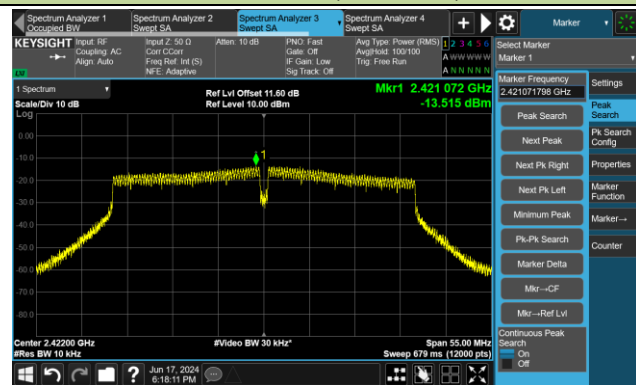 Spectrum Analyzer 1
Occupied BW
Spectrum Analyzer 2
Swept SA
Spectrum Analyzer 3
Swept SA
Spectrum Analyzer 4
Swept SA
+
Marker
KEYSIGHT
Input: RF
Coupling: AC
Align: Auto
Input Z: 50 Ω
Corr CCorr
Freq Ref: Int (S)
NFE: Adaptive
Atten: 10 dB
PNO: Fast
Gate: Off
IF Gain: Low
Sig Track: Off
Avg Type: Power (RMS)
Avg|Hold: 100/100
Trig: Free Run
1 2 3 4 5 6
A W W W W W
A N N N N N
Select Marker
Marker 1
1 Spectrum
Scale/Div 10 dB
Log
Ref Lvl Offset 11.60 dB
Ref Level 10.00 dBm
Mkr1 2.421 072 GHz
-13.515 dBm
0.00
-10.0
-20.0
-30.0
-40.0
-50.0
-60.0
-70.0
-80.0
1
Center 2.42200 GHz
#Res BW 10 kHz
#Video BW 30 kHz*
Span 55.00 MHz
Sweep 679 ms (12000 pts)
Marker Frequency
2.421071798 GHz
Peak Search
Next Peak
Next Pk Right
Next Pk Left
Minimum Peak
Pk-Pk Search
Marker Delta
Mkr→CF
Mkr→Ref Lvl
Continuous Peak
Search
On
Off
Settings
Peak
Search
Pk Search
Config
Properties
Marker
Function
Marker→
Counter
?
Jun 17, 2024
6:18:11 PM